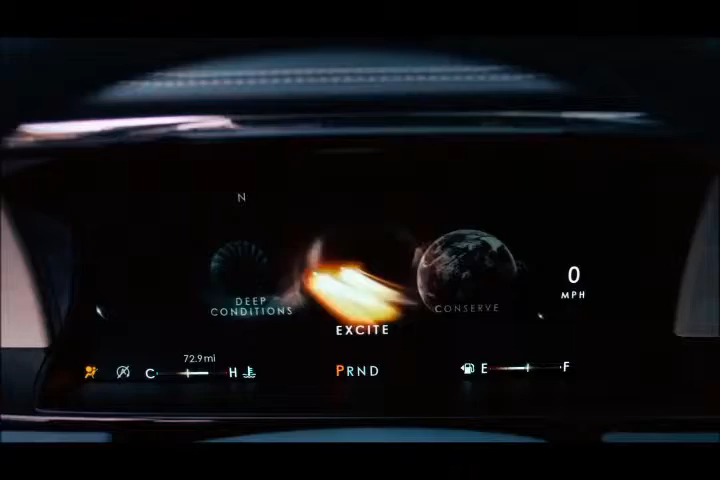 N
DEEP
CONDITIONS
CONSERVE
0
MPH
EXCITE
72.9 mi
C H
PRND
E F